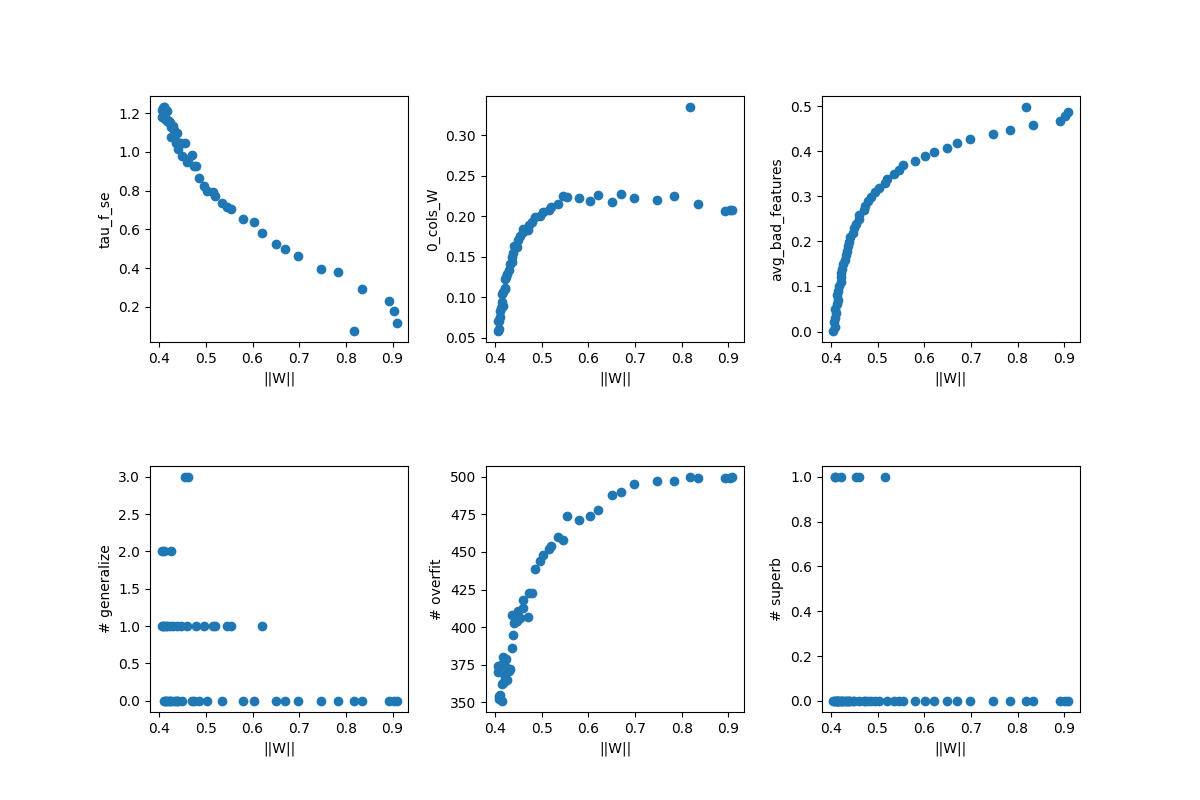 1.2
1.0
0.8
0.6
0.4
0.2
tau_f_se
0.4 0.5 0.6 0.7 0.8 0.9
||W||
0.30
0.25
0.20
0.15
0.10
0.05
0_cols_W
0.4 0.5 0.6 0.7 0.8 0.9
||W||
0.5
0.4
0.3
0.2
0.1
0.0
avg_bad_features
0.4 0.5 0.6 0.7 0.8 0.9
||W||
3.0
2.5
2.0
1.5
1.0
0.5
0.0
# generalize
0.4 0.5 0.6 0.7 0.8 0.9
||W||
500
475
450
425
400
375
350
# overfit
0.4 0.5 0.6 0.7 0.8 0.9
||W||
1.0
0.8
0.6
0.4
0.2
0.0
# superb
0.4 0.5 0.6 0.7 0.8 0.9
||W||